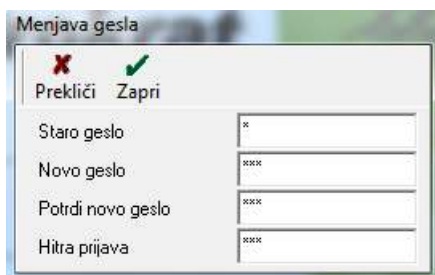 Menjava gesla
Prekliči Zapri
Staro geslo *
Novo geslo ***
Potrdi novo geslo ***
Hitra prijava ***